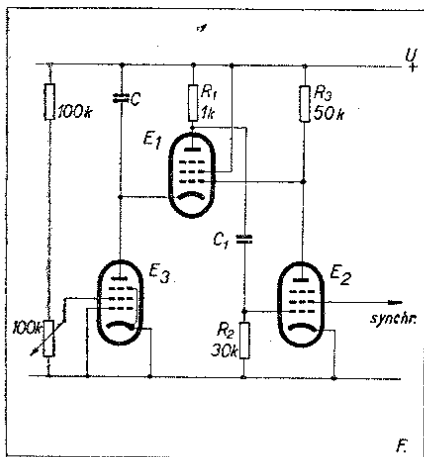 U
+
100k
C
R₁
1k
R₃
50k
E₁
C₁
E₃
E₂
100k
R₂
30k
synchr.
F.